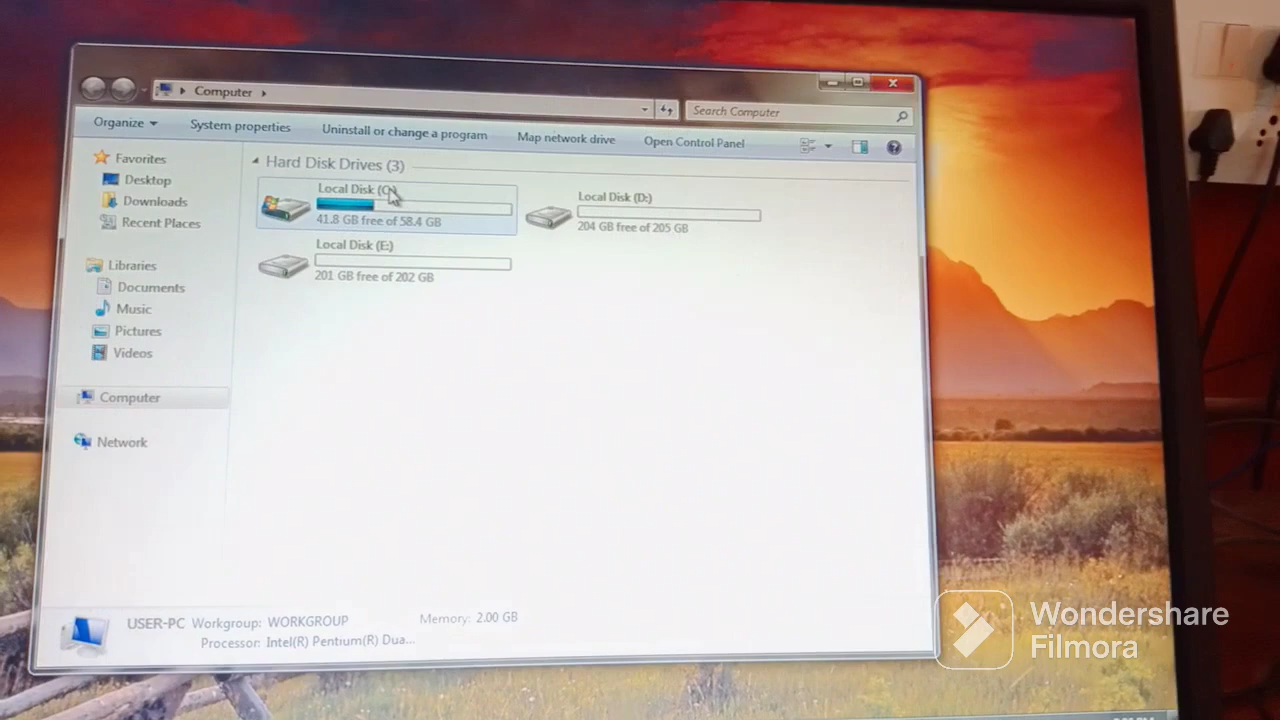 Computer
Search Computer
Organize
System properties
Uninstall or change a program
Map network drive
Open Control Panel
Favorites
Desktop
Downloads
Recent Places
Libraries
Documents
Music
Pictures
Videos
Computer
Network
Hard Disk Drives (3)
Local Disk (C:)
41.8 GB free of 58.4 GB
Local Disk (D:)
204 GB free of 205 GB
Local Disk (E:)
201 GB free of 202 GB
USER-PC Workgroup: WORKGROUP
Memory: 2.00 GB
Processor: Intel(R) Pentium(R) Dua...
Wondershare
Filmora